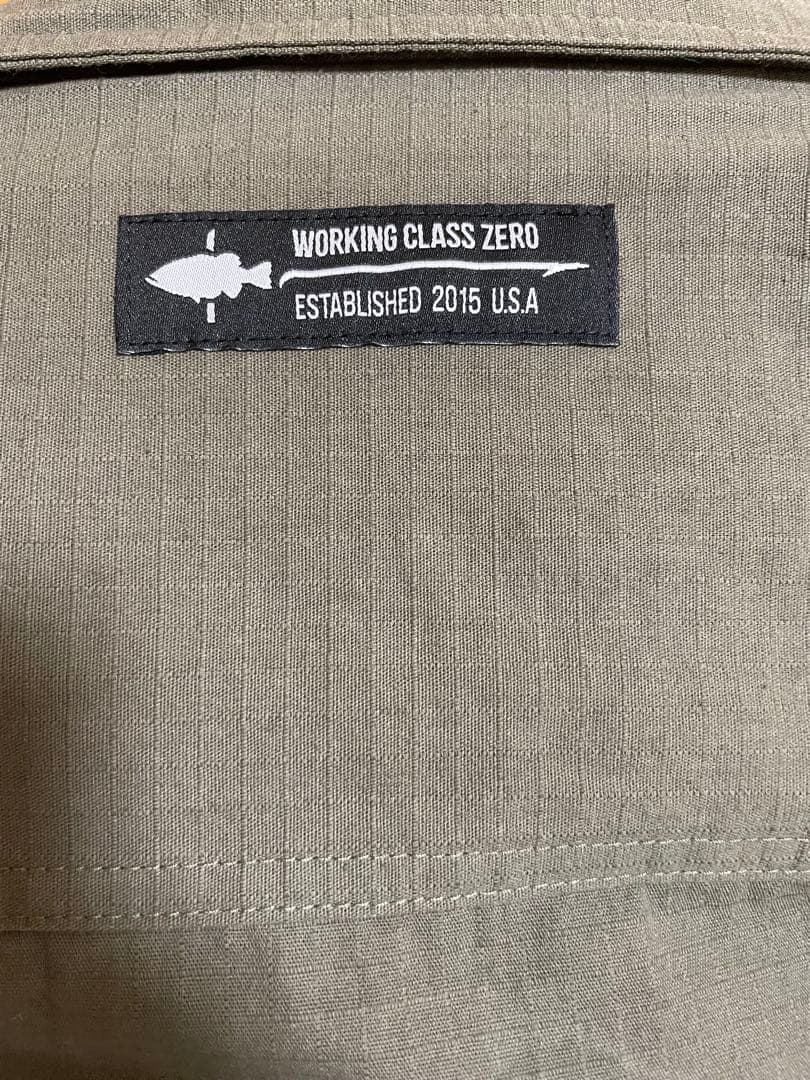 WORKING CLASS ZERO
ESTABLISHED 2015 U.S.A